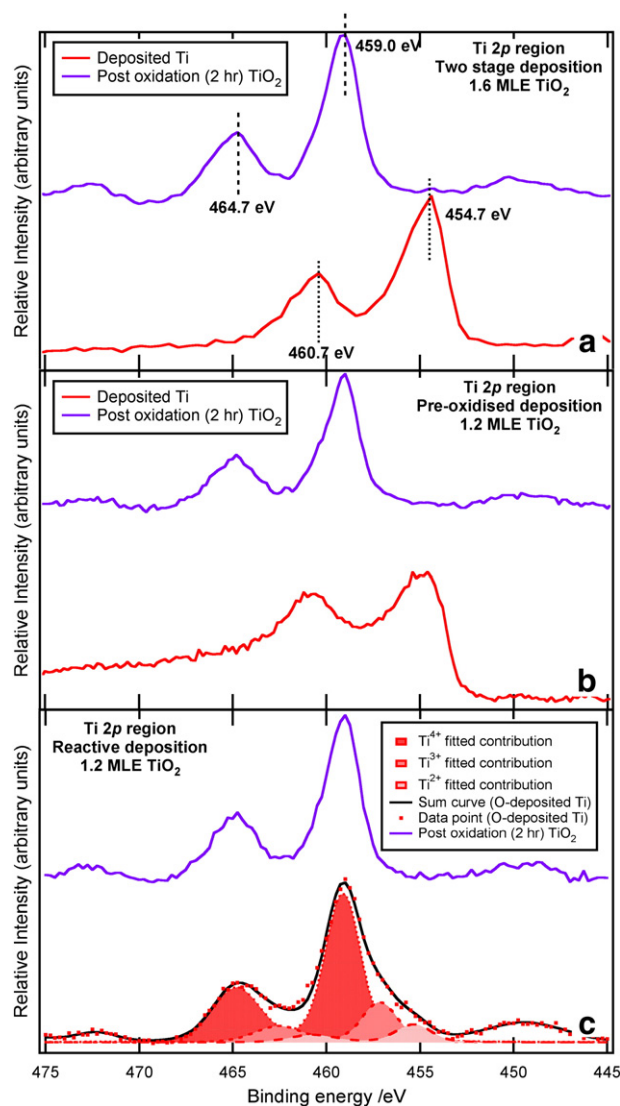 Relative Intensity (arbitrary units)
Deposited Ti
Post oxidation (2 hr) TiO₂
459.0 eV
Ti 2p region
Two stage deposition
1.6 MLE TiO₂
464.7 eV
454.7 eV
460.7 eV
a
Relative Intensity (arbitrary units)
Deposited Ti
Post oxidation (2 hr) TiO₂
Ti 2p region
Pre-oxidised deposition
1.2 MLE TiO₂
b
Relative Intensity (arbitrary units)
Ti 2p region
Reactive deposition
1.2 MLE TiO₂
Ti⁴⁺ fitted contribution
Ti³⁺ fitted contribution
Ti²⁺ fitted contribution
Sum curve (O-deposited Ti)
Data point (O-deposited Ti)
Post oxidation (2 hr) TiO₂
c
475 470 465 460 455 450 445
Binding energy /eV